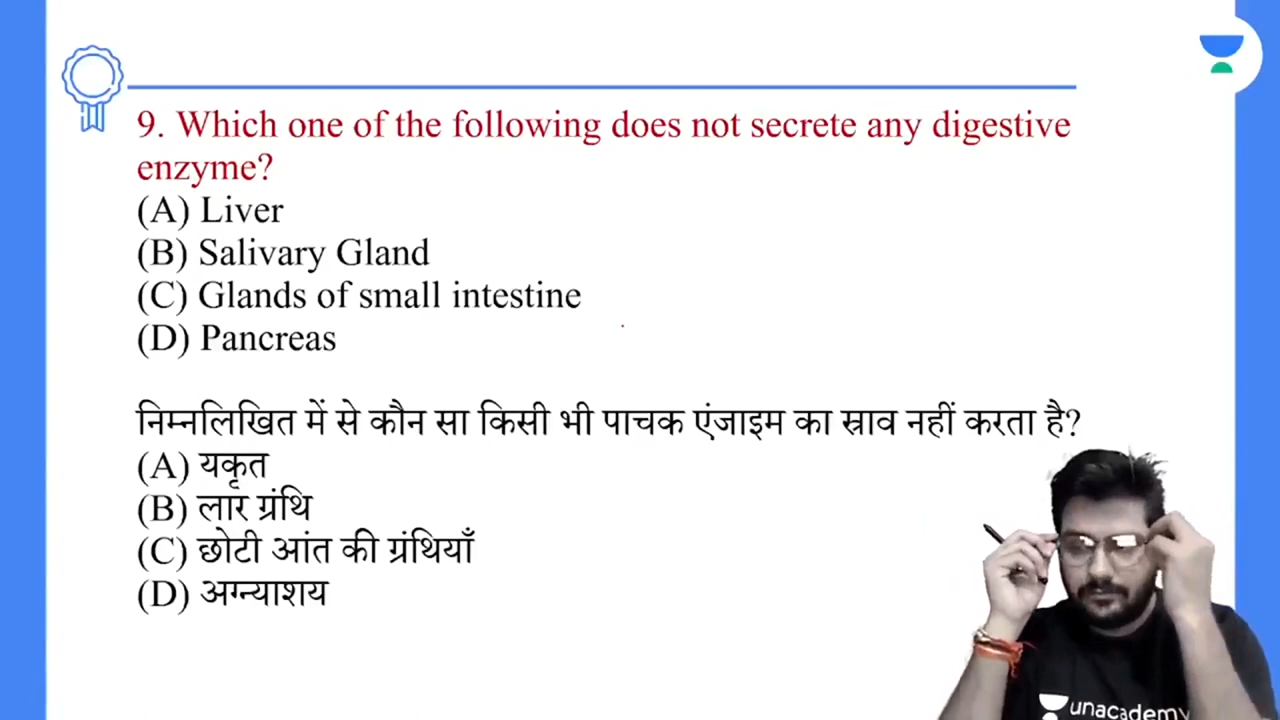 9. Which one of the following does not secrete any digestive
enzyme?
(A) Liver
(B) Salivary Gland
(C) Glands of small intestine
(D) Pancreas
निम्नलिखित में से कौन सा किसी भी पाचक एंजाइम का स्राव नहीं करता है?
(A) यकृत
(B) लार ग्रंथि
(C) छोटी आंत की ग्रंथियाँ
(D) अग्न्याशय
unacademy